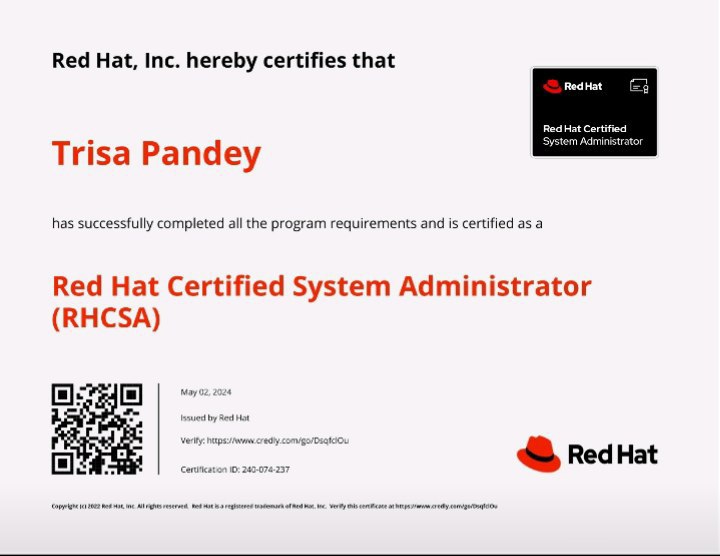 Red Hat, Inc. hereby certifies that
Red Hat
Red Hat Certified
System Administrator
Trisa Pandey
has successfully completed all the program requirements and is certified as a
Red Hat Certified System Administrator
(RHCSA)
May 02, 2024
Issued by Red Hat
Verify: https://www.credly.com/go/DsqfclOu
Certification ID: 240-074-237
Red Hat
Copyright (c) 2022 Red Hat, Inc. All rights reserved. Red Hat is a registered trademark of Red Hat, Inc. Verify this certificate at https://www.credly.com/go/DsqfclOu